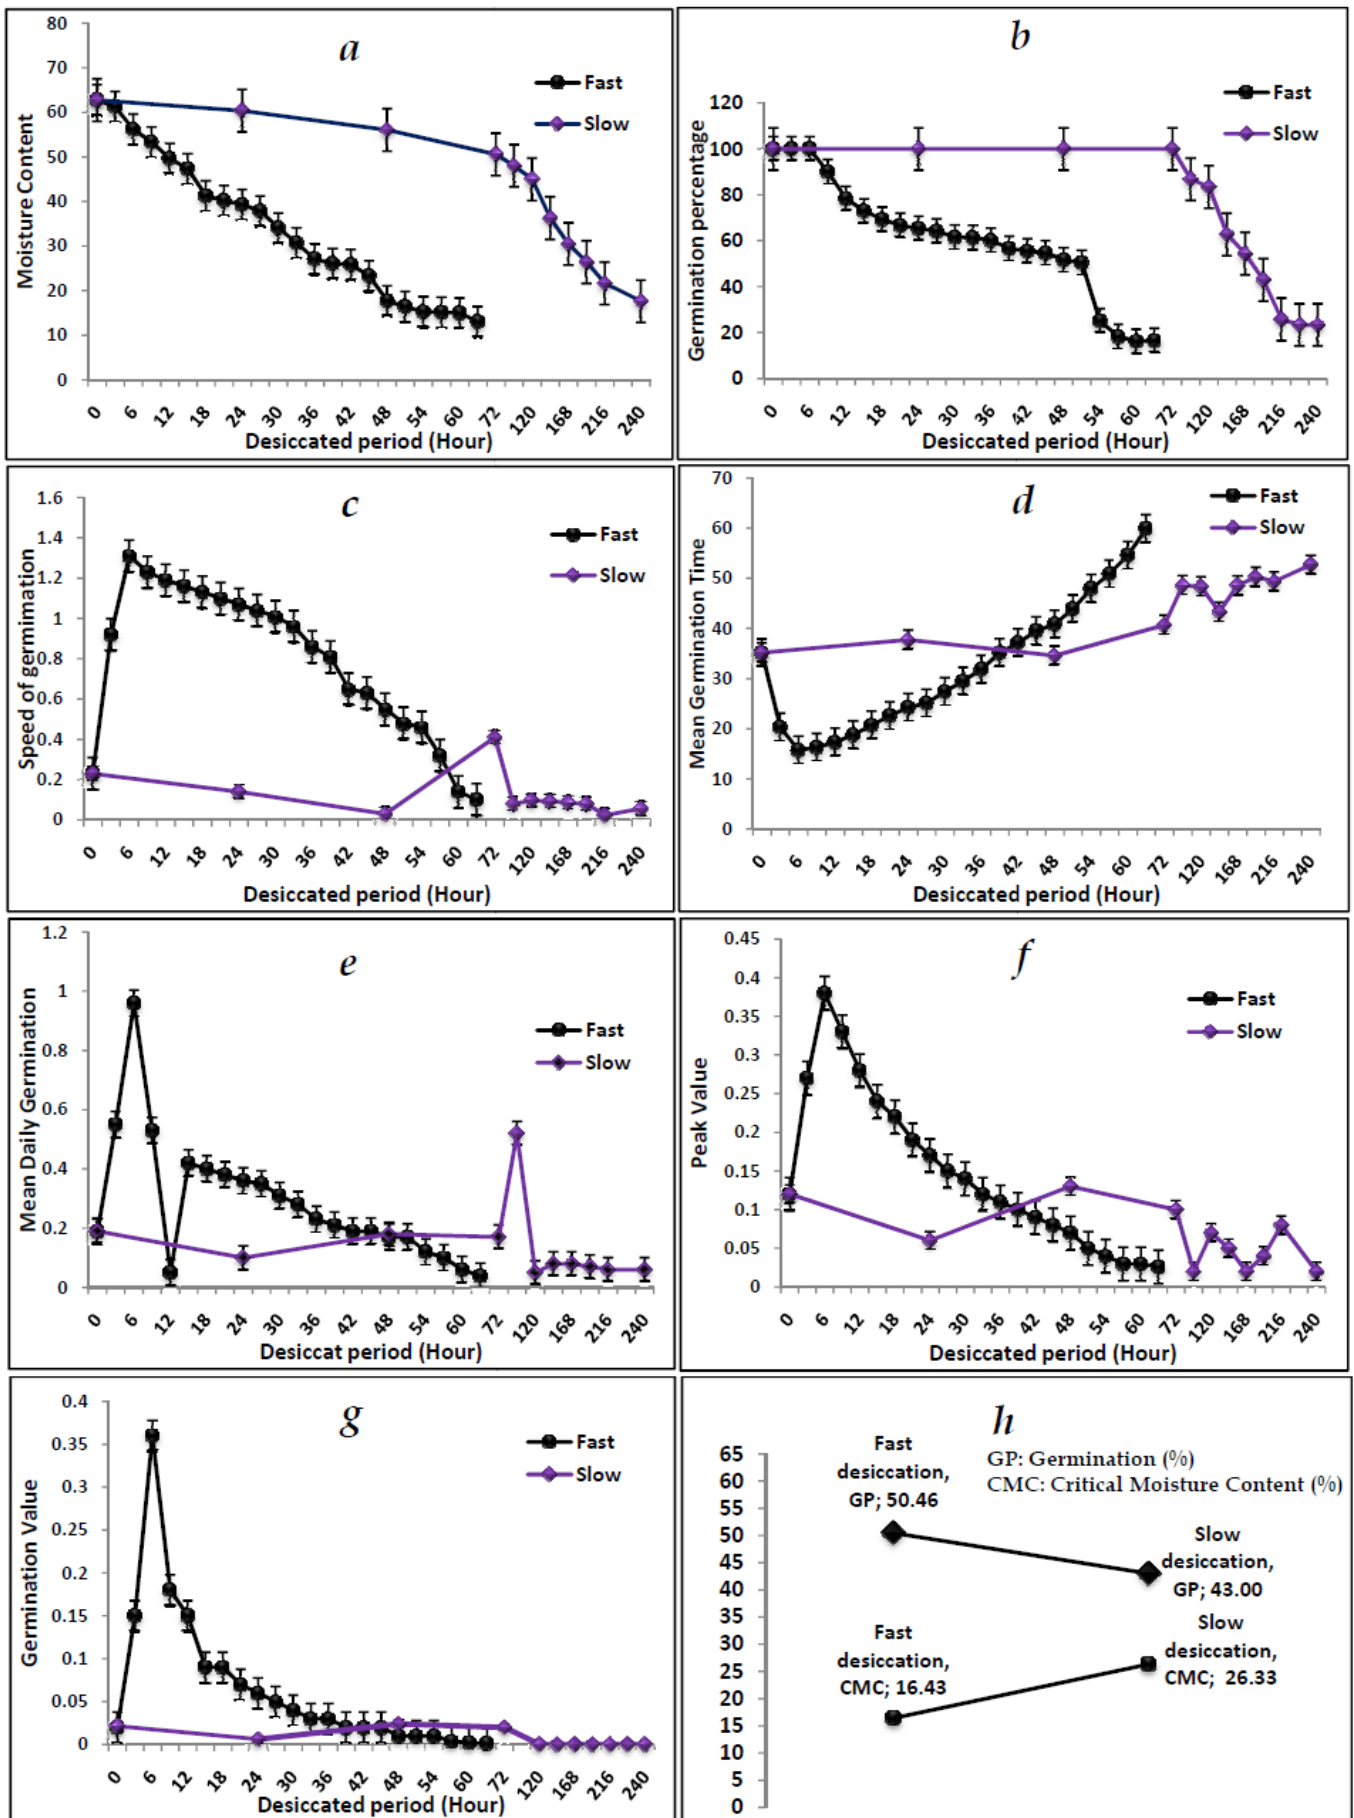 a
80
70
60
50
40
30
20
10
0
Moisture Content
Fast
Slow
0 6 12 18 24 30 36 42 48 54 60 72 120 168 216 240
Desiccated period (Hour)
b
120
100
80
60
40
20
0
Germination percentage
Fast
Slow
0 6 12 18 24 30 36 42 48 54 60 72 120 168 216 240
Desiccated period (Hour)
c
1.6
1.4
1.2
1
0.8
0.6
0.4
0.2
0
Speed of germination
Fast
Slow
0 6 12 18 24 30 36 42 48 54 60 72 120 168 216 240
Desiccated period (Hour)
d
70
60
50
40
30
20
10
0
Mean Germination Time
Fast
Slow
0 6 12 18 24 30 36 42 48 54 60 72 120 168 216 240
Desiccated period (Hour)
e
1.2
1
0.8
0.6
0.4
0.2
0
Mean Daily Germination
Fast
Slow
0 6 12 18 24 30 36 42 48 54 60 72 120 168 216 240
Desiccat period (Hour)
f
0.45
0.4
0.35
0.3
0.25
0.2
0.15
0.1
0.05
0
Peak Value
Fast
Slow
0 6 12 18 24 30 36 42 48 54 60 72 120 168 216 240
Desiccated period (Hour)
g
0.4
0.35
0.3
0.25
0.2
0.15
0.1
0.05
0
Germination Value
Fast
Slow
0 6 12 18 24 30 36 42 48 54 60 72 120 168 216 240
Desiccated period (Hour)
h
65
60
55
50
45
40
35
30
25
20
15
10
5
0
GP: Germination (%)
CMC: Critical Moisture Content (%)
Fast
desiccation,
GP; 50.46
Slow
desiccation,
GP; 43.00
Fast
desiccation,
CMC; 16.43
Slow
desiccation,
CMC; 26.33